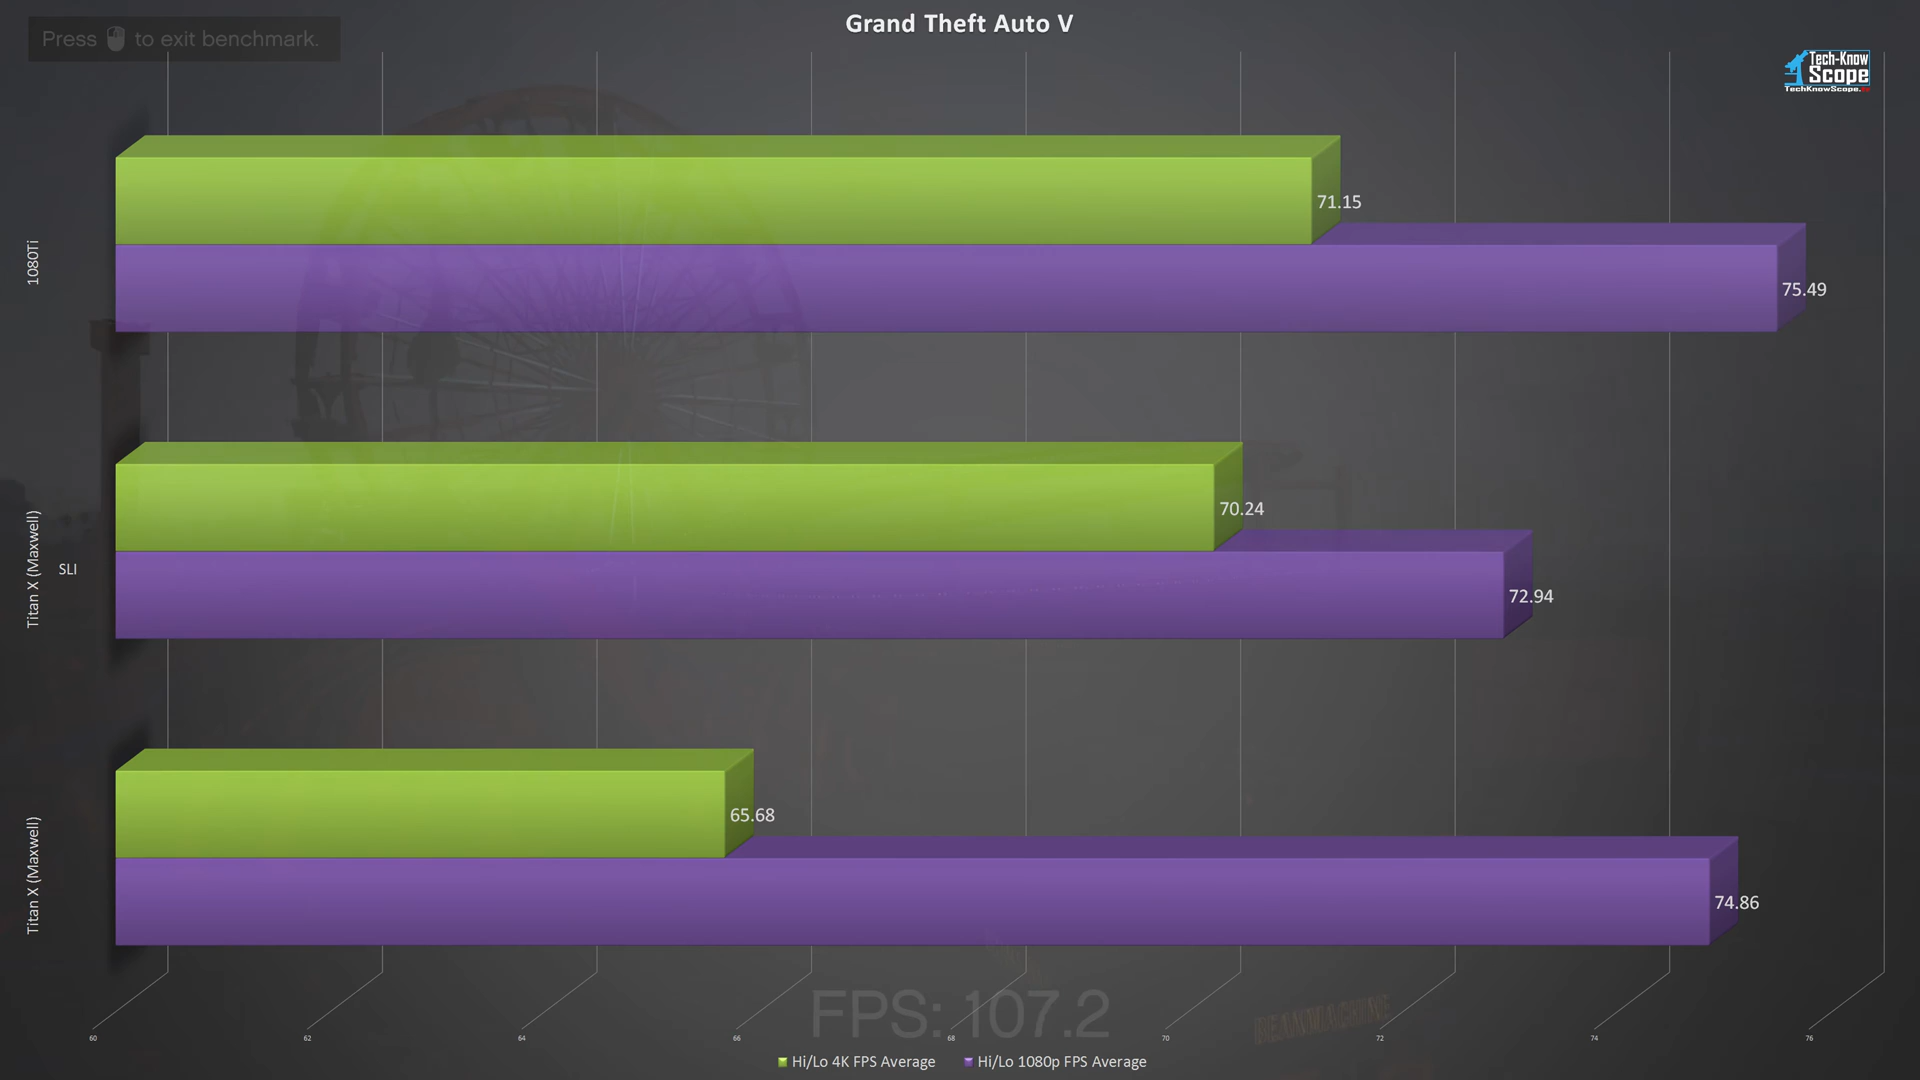 Grand Theft Auto V
Press to exit benchmark.
Tech-Know
Scope
71.15
1080Ti
75.49
70.24
Titan X (Maxwell)
SLI
72.94
65.68
Titan X (Maxwell)
74.86
FPS: 107.2
60 62 64 66 68 70 72 74 76
Hi/Lo 4K FPS Average Hi/Lo 1080p FPS Average